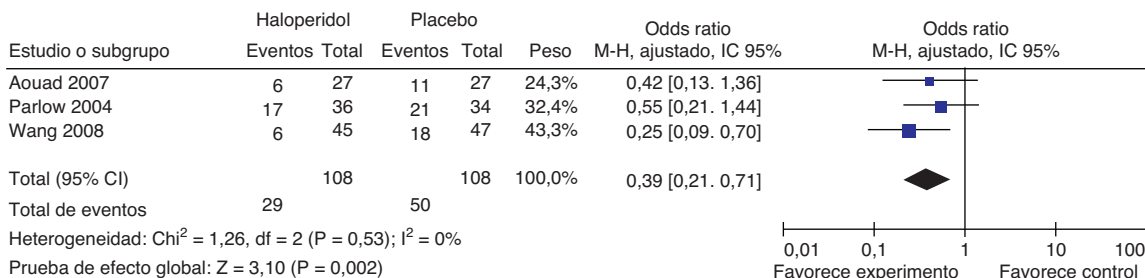 Haloperidol Placebo Odds ratio Odds ratio
Estudio o subgrupo Eventos Total Eventos Total Peso M-H, ajustado, IC 95% M-H, ajustado, IC 95%
Aouad 2007 6 27 11 27 24,3% 0,42 [0,13. 1,36]
Parlow 2004 17 36 21 34 32,4% 0,55 [0,21. 1,44]
Wang 2008 6 45 18 47 43,3% 0,25 [0,09. 0,70]
Total (95% CI) 108 108 100,0% 0,39 [0,21. 0,71]
Total de eventos 29 50
Heterogeneidad: Chi² = 1,26, df = 2 (P = 0,53); I² = 0%
Prueba de efecto global: Z = 3,10 (P = 0,002)
0,01 0,1 1 10 100
Favorece experimento Favorece control